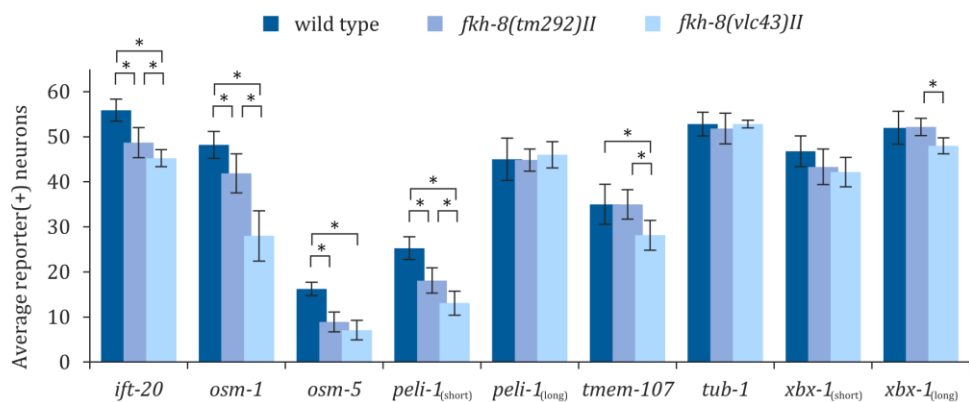 wild type fkh-8(tm292)II fkh-8(vlc43)II
Average reporter(+) neurons
60
50
40
30
20
10
0
* * *
* * *
* *
* * *
* *
*
ift-20 osm-1 osm-5 peli-1(short) peli-1(long) tmem-107 tub-1 xbx-1(short) xbx-1(long)